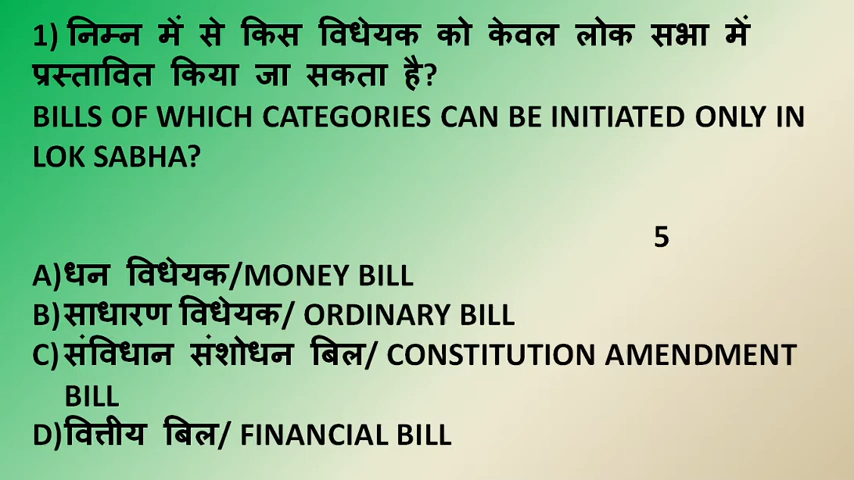 1) निम्न में से किस विधेयक को केवल लोक सभा में
प्रस्तावित किया जा सकता है?
BILLS OF WHICH CATEGORIES CAN BE INITIATED ONLY IN
LOK SABHA?
5
A)धन विधेयक/MONEY BILL
B)साधारण विधेयक/ ORDINARY BILL
C)संविधान संशोधन बिल/ CONSTITUTION AMENDMENT
BILL
D)वित्तीय बिल/ FINANCIAL BILL